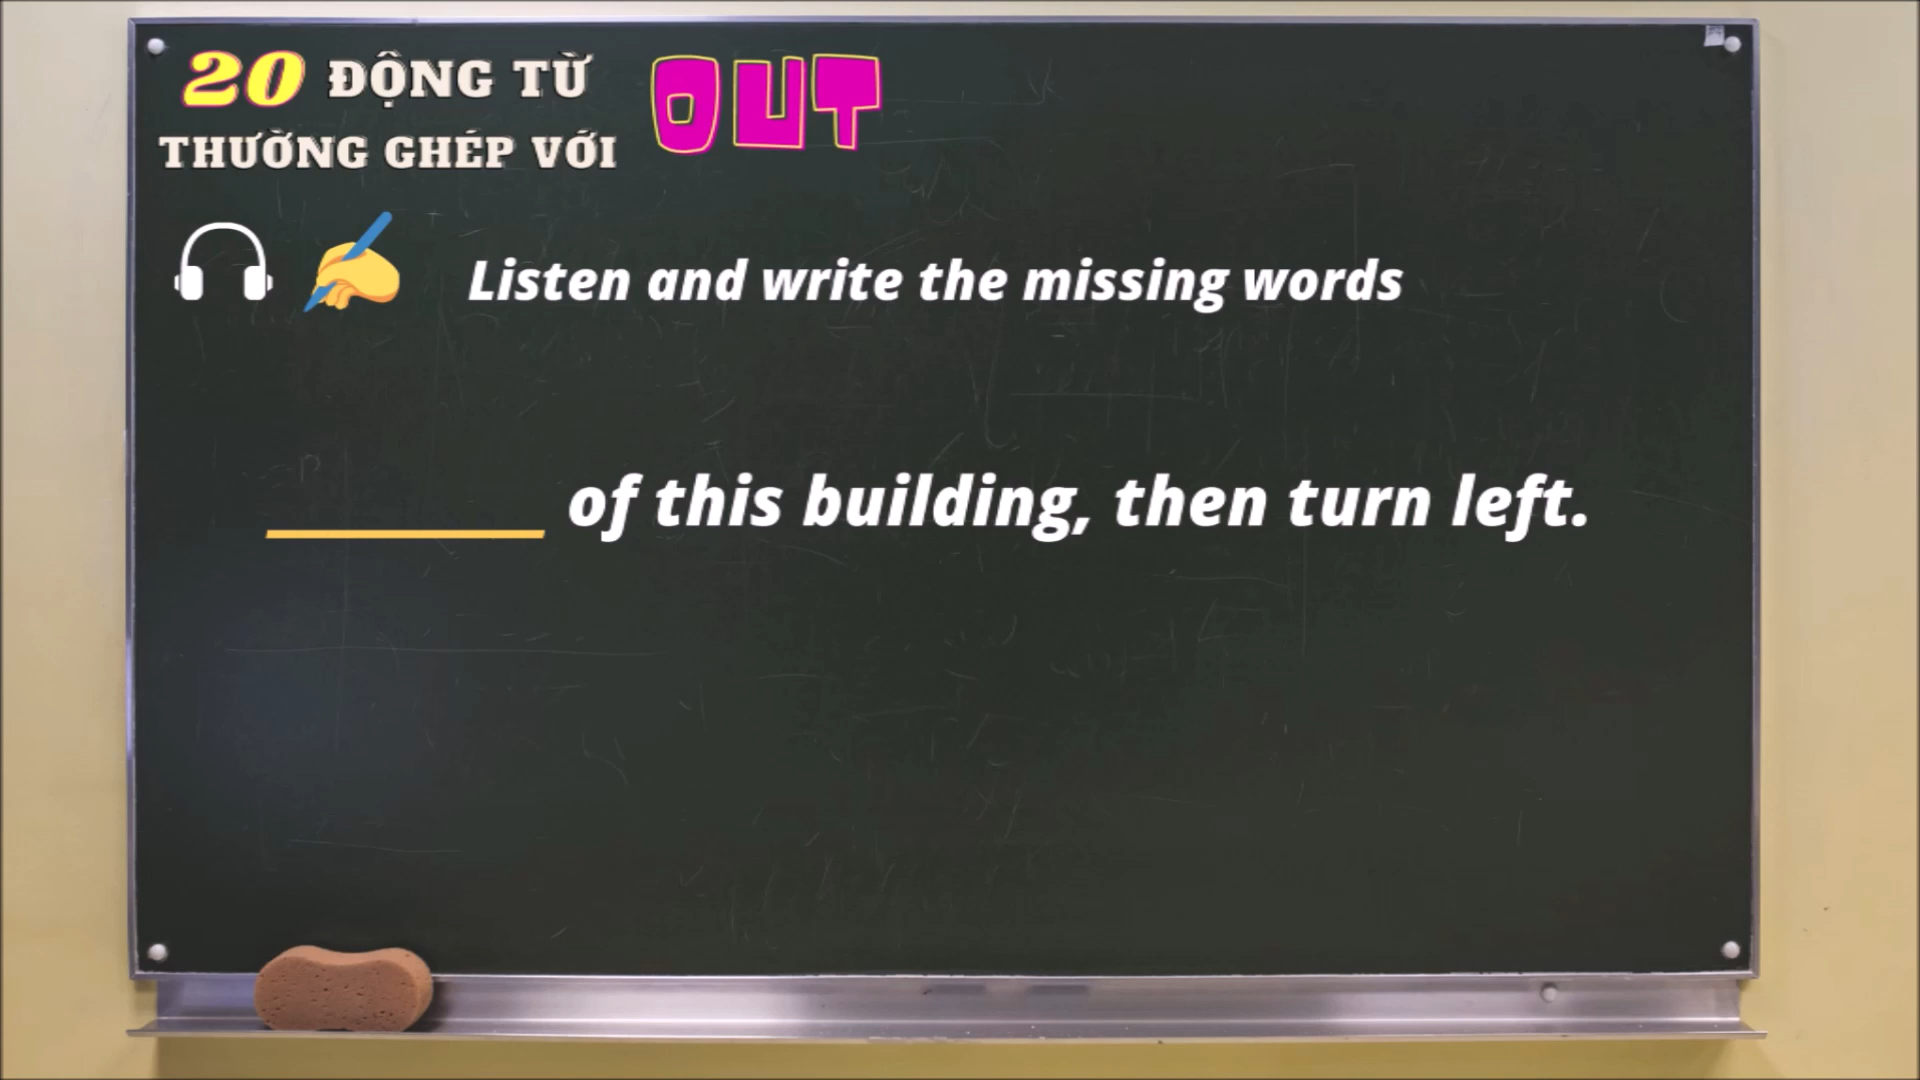 20 ĐỘNG TỪ
THƯỜNG GHÉP VỚI
OUT
Listen and write the missing words
________ of this building, then turn left.